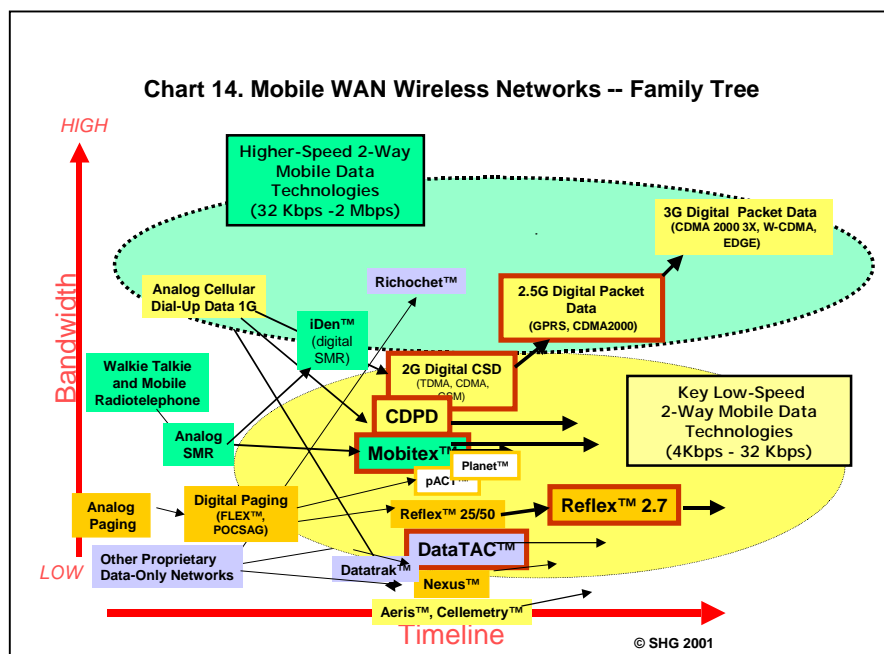 Chart 14. Mobile WAN Wireless Networks -- Family Tree
HIGH
Higher-Speed 2-Way
Mobile Data
Technologies
(32 Kbps -2 Mbps)
3G Digital Packet Data
(CDMA 2000 3X, W-CDMA,
EDGE)
Richochet™
Analog Cellular
Dial-Up Data 1G
2.5G Digital Packet
Data
(GPRS, CDMA2000)
iDen™
(digital
SMR)
Bandwidth
Walkie Talkie
and Mobile
Radiotelephone
2G Digital CSD
(TDMA, CDMA,
GSM)
Key Low-Speed
2-Way Mobile Data
Technologies
(4Kbps - 32 Kbps)
CDPD
Analog
SMR
Mobitex™
Planet™
pACT™
Analog
Paging
Digital Paging
(FLEX™,
POCSAG)
Reflex™ 25/50
Reflex™ 2.7
DataTAC™
LOW
Other Proprietary
Data-Only Networks
Datatrak™
Nexus™
Aeris™, Cellemetry™
Timeline
© SHG 2001